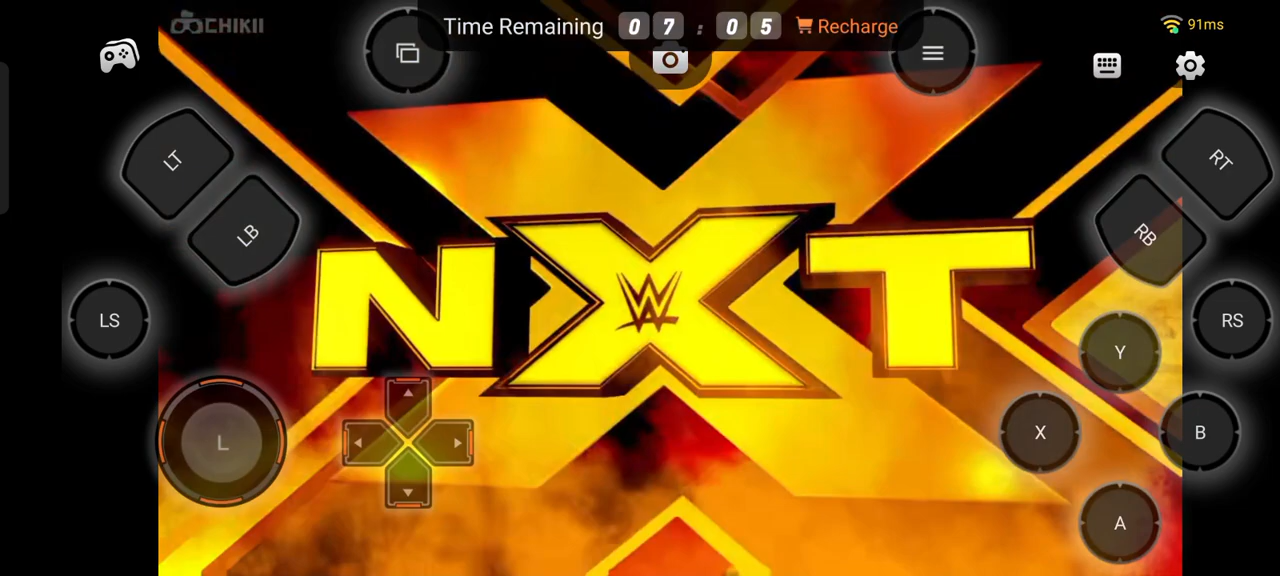 CHIKII
Time Remaining 07:05 Recharge
91ms
LT
RT
LB
RB
NXT
W
LS
RS
Y
L
X
B
A